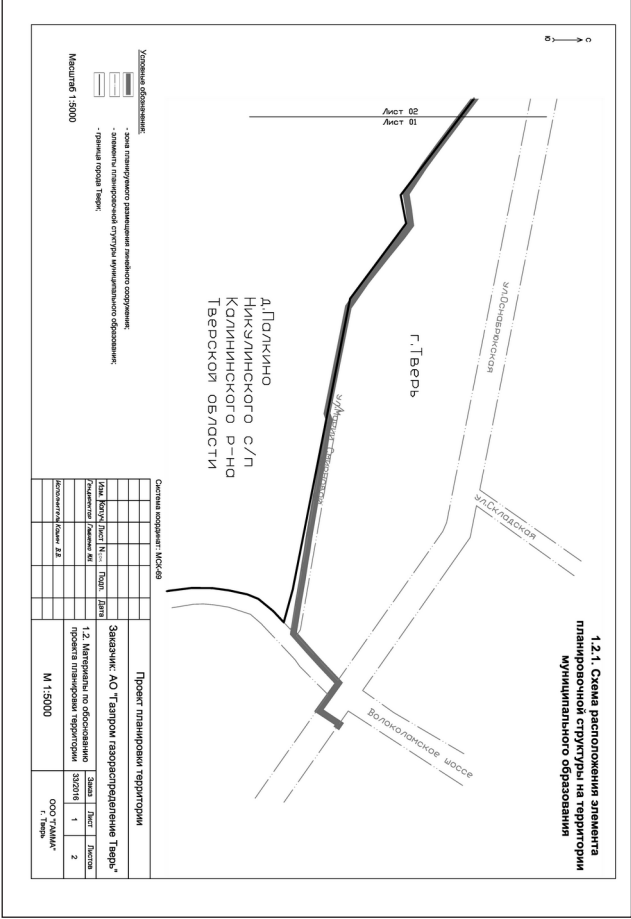 1.2.1. Схема расположения элемента
планировочной структуры на территории
муниципального образования
С
Ю
Лист 02
Лист 01
ул.Оснабрюкская
ул.Складская
г.Тверь
Волоколамское шоссе
д.Палкино
Никулинского с/п
Калининского р-на
Тверской области
Условные обозначения:
- зона планируемого размещения линейного сооружения;
- элементы планировочной стуктуры муниципального образования;
- граница города Твери;
Масштаб 1:5000
Система координат: МСК-69
Проект планировки территории
Заказчик: АО "Газпром газораспределение Тверь"
Изм. Кол.уч. Лист Подп. Дата
Гендиректор
Исполнитель
1.2. Материалы по обоснованию
проекта планировки территории
Заказ Лист Листов
33/2016 1 2
М 1:5000
ООО "ГАММА"
г. Тверь